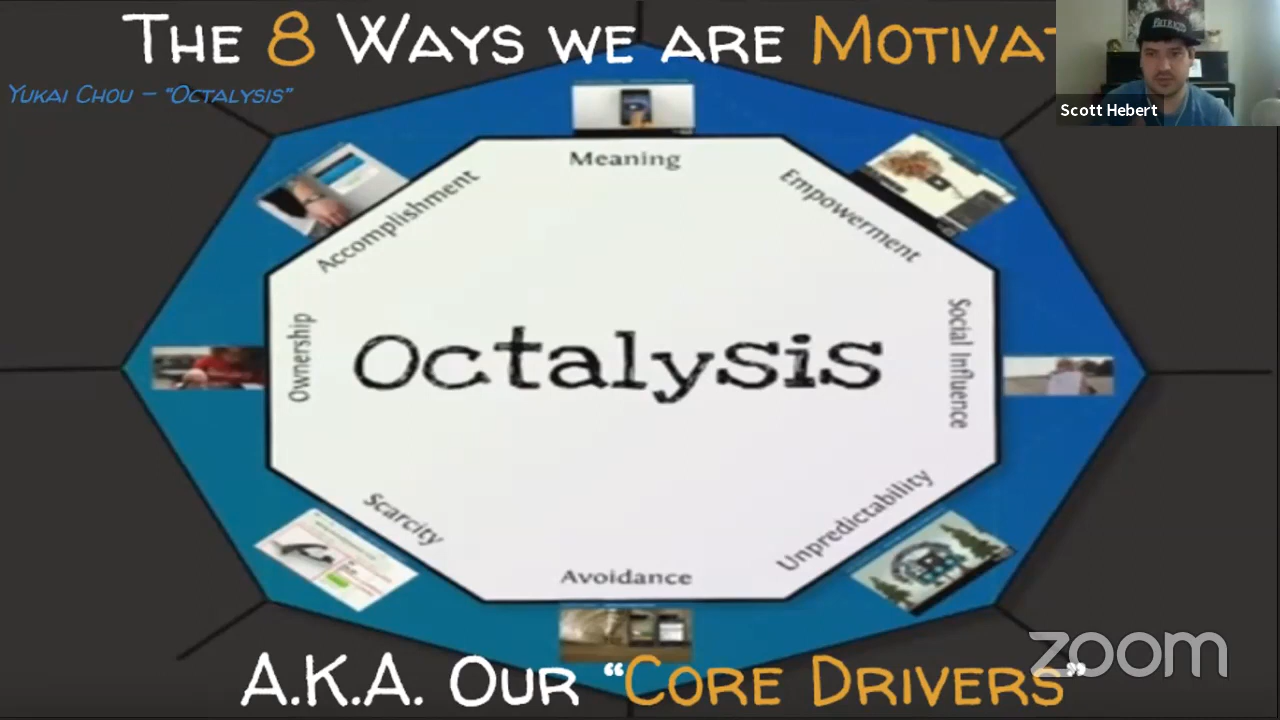 THE 8 WAYS WE ARE MOTIVAT
YUKAI CHOU – "OCTALYSIS"
Scott Hebert
Meaning
Accomplishment
Empowerment
Ownership
Octalysis
Social Influence
Scarcity
Unpredictability
Avoidance
zoom
A.K.A. OUR "CORE DRIVERS"